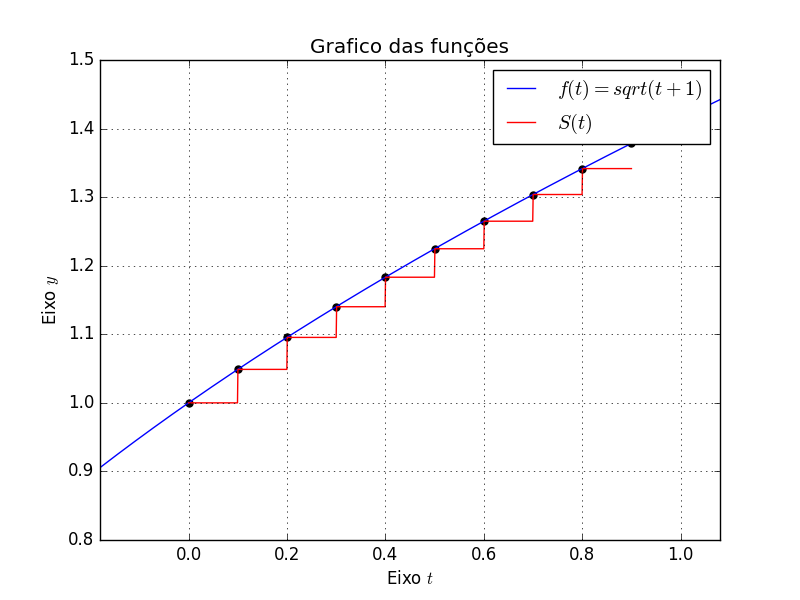 Grafico das funções
f(t) = sqrt(t + 1)
S(t)
1.5
1.4
1.3
1.2
1.1
1.0
0.9
0.8
Eixo y
0.0 0.2 0.4 0.6 0.8 1.0
Eixo t